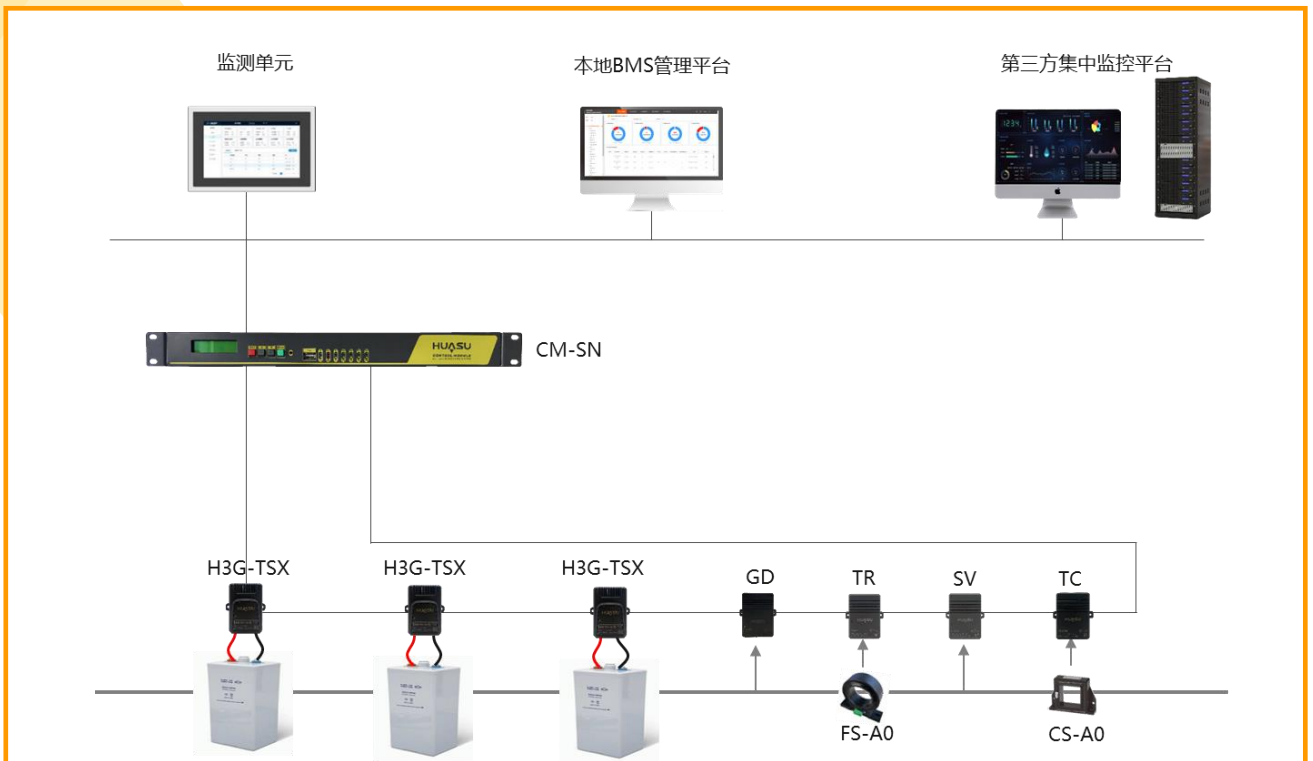 监测单元
本地BMS管理平台
第三方集中监控平台
1234
HUASU
CM-SN
H3G-TSX
H3G-TSX
H3G-TSX
GD
TR
SV
TC
FS-A0
CS-A0